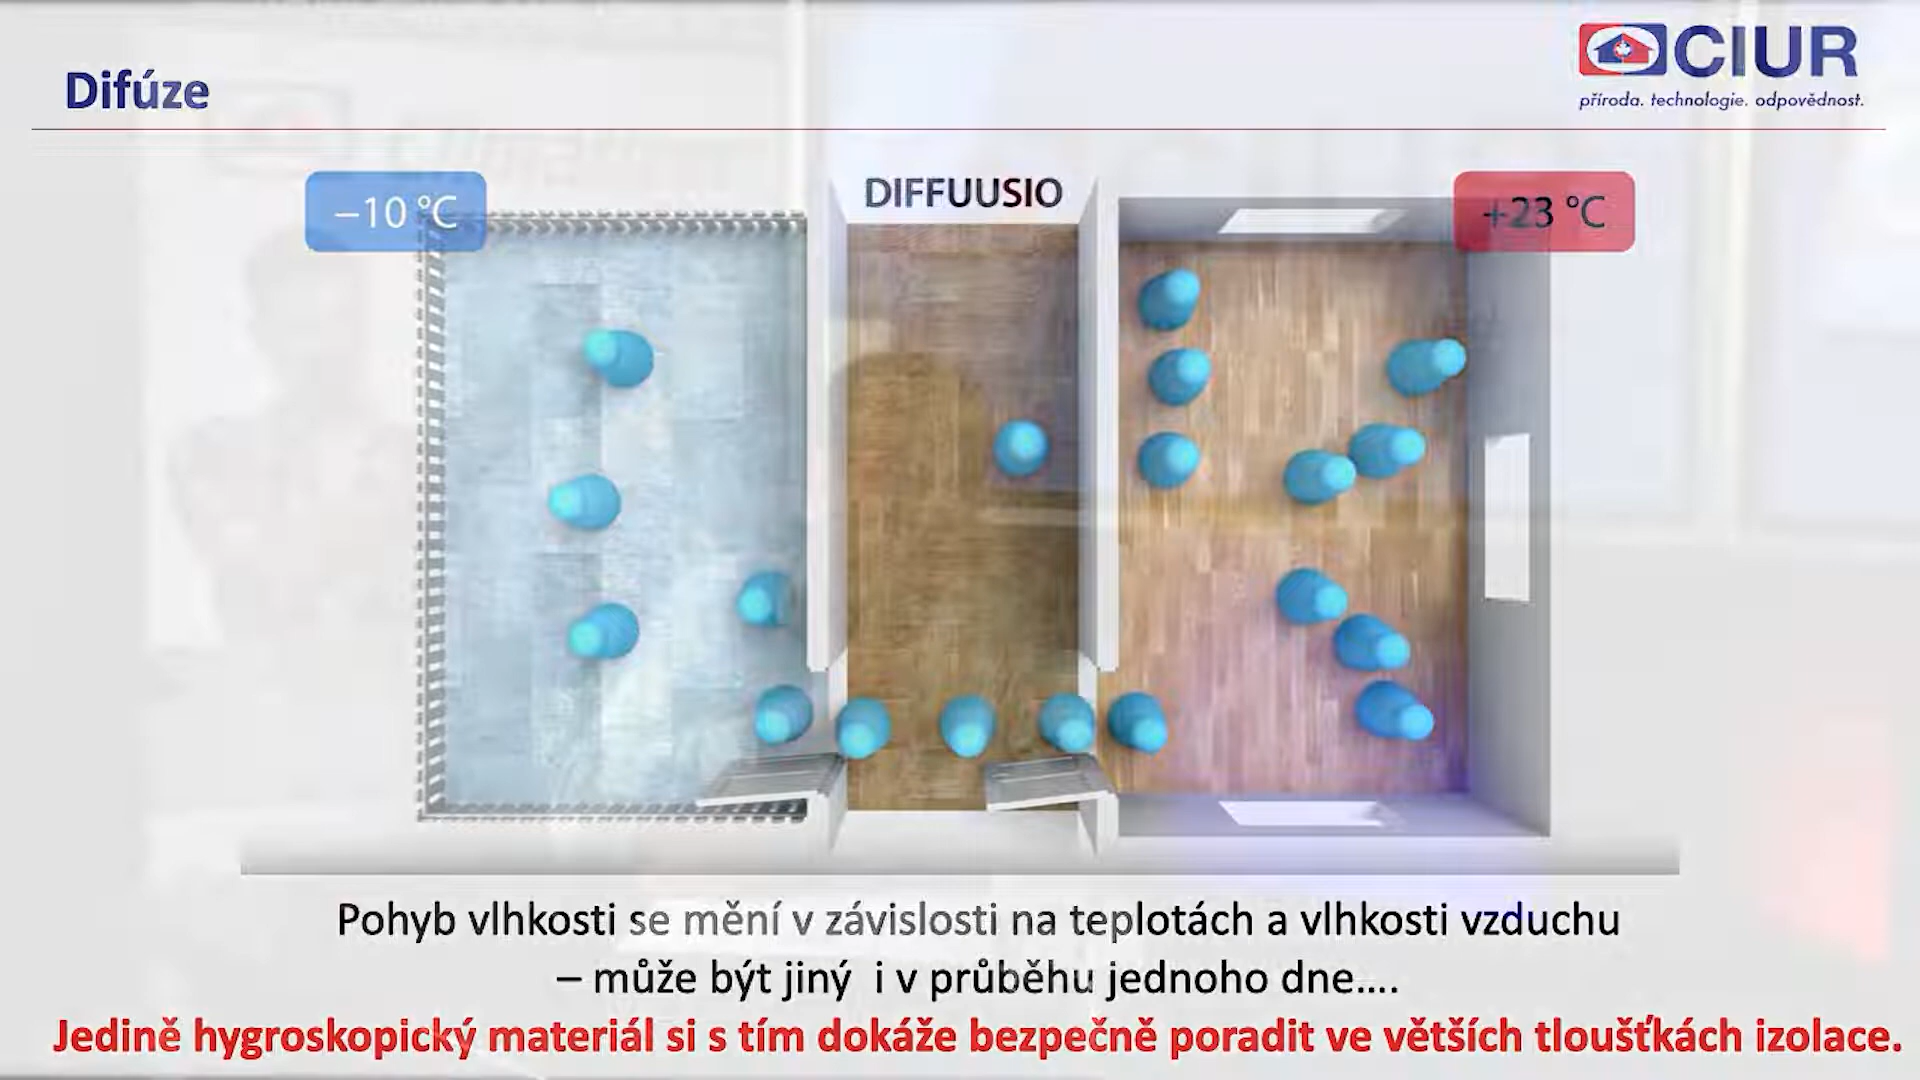 Difúze
CIUR
příroda. technologie. odpovědnost.
–10 °C
DIFFUUSIO
+23 °C
Pohyb vlhkosti se mění v závislosti na teplotách a vlhkosti vzduchu
– může být jiný i v průběhu jednoho dne....
Jedině hygroskopický materiál si s tím dokáže bezpečně poradit ve větších tloušťkách izolace.